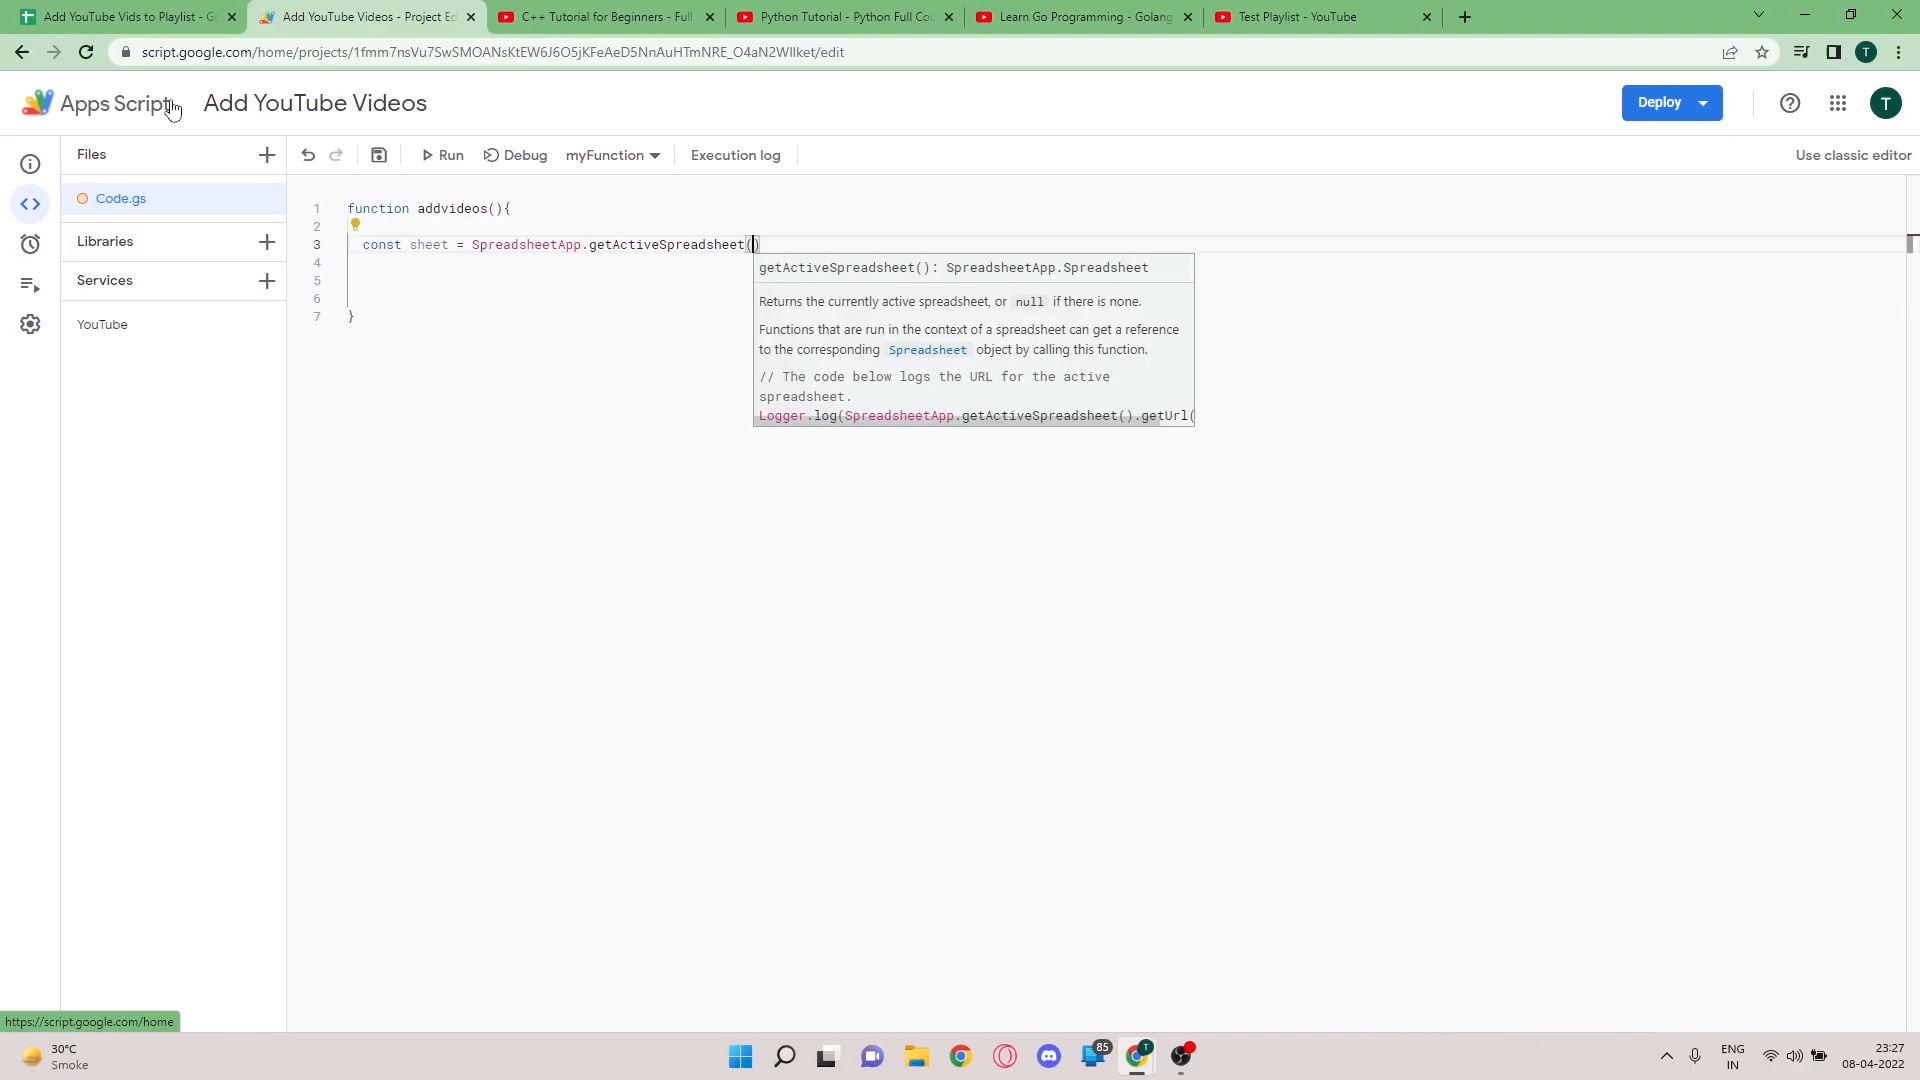 Add YouTube Vids to Playlist - Go
Add YouTube Videos - Project Ed
C++ Tutorial for Beginners - Full
Python Tutorial - Python Full Cou
Learn Go Programming - Golang
Test Playlist - YouTube
script.google.com/home/projects/1fmm7nsVu7SwSMOANsKtEW6J6O5jKFeAeD5NnAuHTmNRE_O4aN2WIlket/edit
T
Apps Script
Add YouTube Videos
Deploy
T
Files
Run
Debug
myFunction
Execution log
Use classic editor
Code.gs
Libraries
Services
YouTube
1 function addvideos(){
2
3 const sheet = SpreadsheetApp.getActiveSpreadsheet()
4
5
6
7 }
getActiveSpreadsheet(): SpreadsheetApp.Spreadsheet
Returns the currently active spreadsheet, or null if there is none.
Functions that are run in the context of a spreadsheet can get a reference
to the corresponding Spreadsheet object by calling this function.
// The code below logs the URL for the active
spreadsheet.
Logger.log(SpreadsheetApp.getActiveSpreadsheet().getUrl(
https://script.google.com/home
30°C
Smoke
85
T
ENG
IN
23:27
08-04-2022